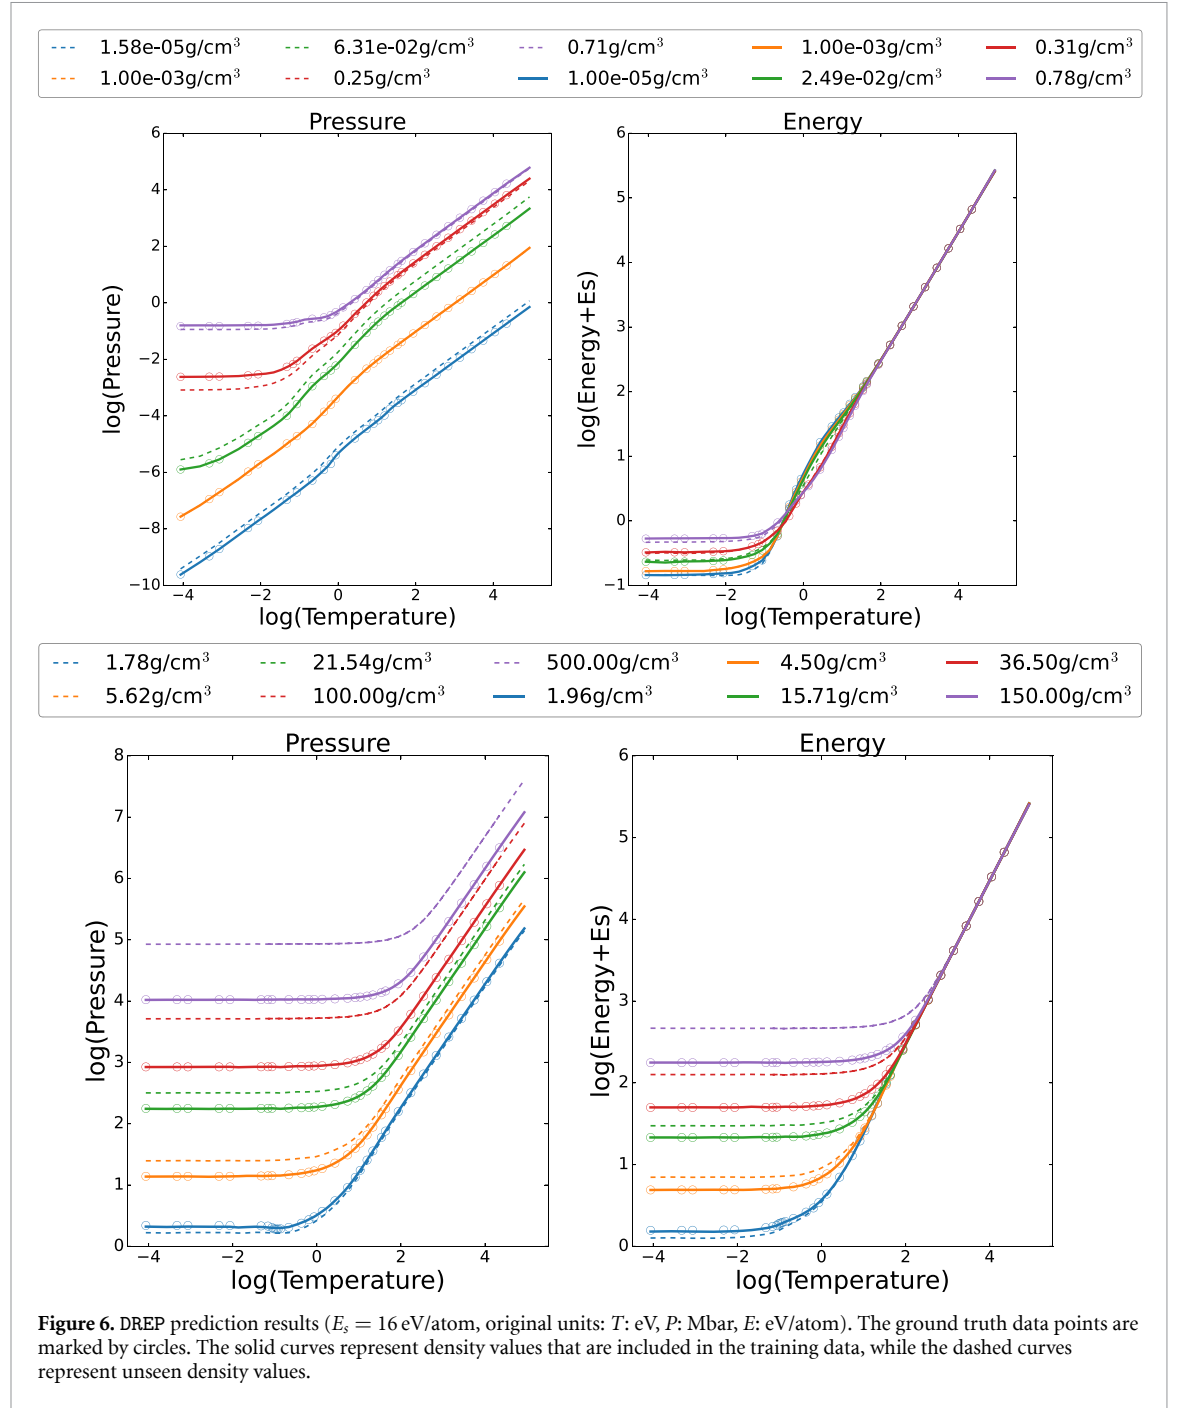 1.58e-05g/cm³ 6.31e-02g/cm³ 0.71g/cm³ 1.00e-03g/cm³ 0.31g/cm³
1.00e-03g/cm³ 0.25g/cm³ 1.00e-05g/cm³ 2.49e-02g/cm³ 0.78g/cm³
Pressure
6
4
2
0
−2
−4
−6
−8
−10
log(Pressure)
−4 −2 0 2 4
log(Temperature)
Energy
6
5
4
3
2
1
0
−1
log(Energy+Es)
−4 −2 0 2 4
log(Temperature)
1.78g/cm³ 21.54g/cm³ 500.00g/cm³ 4.50g/cm³ 36.50g/cm³
5.62g/cm³ 100.00g/cm³ 1.96g/cm³ 15.71g/cm³ 150.00g/cm³
Pressure
8
7
6
5
4
3
2
1
0
log(Pressure)
−4 −2 0 2 4
log(Temperature)
Energy
6
5
4
3
2
1
0
log(Energy+Es)
−4 −2 0 2 4
log(Temperature)
Figure 6. DREP prediction results (Eₛ = 16 eV/atom, original units: T: eV, P: Mbar, E: eV/atom). The ground truth data points are
marked by circles. The solid curves represent density values that are included in the training data, while the dashed curves
represent unseen density values.